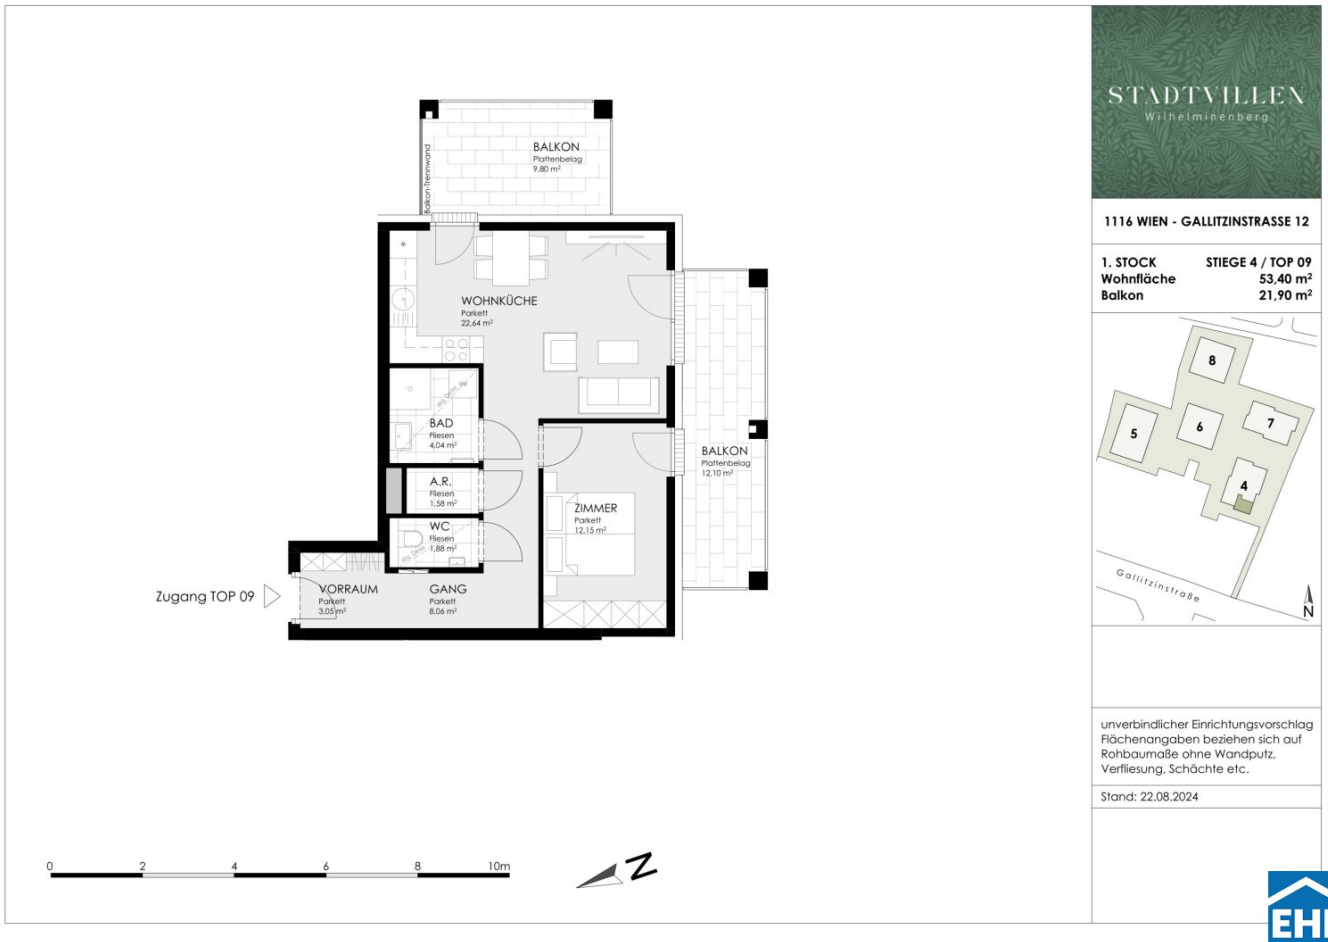 BALKON
Plattenbelag
9,80 m²
Balkon-Trennwand
WOHNKÜCHE
Parkett
22,64 m²
BAD
Fliesen
4,04 m²
A.R.
Fliesen
1,58 m²
WC
Fliesen
1,88 m²
BALKON
Plattenbelag
12,10 m²
ZIMMER
Parkett
12,15 m²
Zugang TOP 09
VORRAUM
Parkett
3,05 m²
GANG
Parkett
8,06 m²
0 2 4 6 8 10m
N
STADTVILLEN
Wilhelminenberg
1116 WIEN - GALLITZINSTRASSE 12
1. STOCK STIEGE 4 / TOP 09
Wohnfläche 53,40 m²
Balkon 21,90 m²
8
7
6
5
4
Gallitzinstraße
N
unverbindlicher Einrichtungsvorschlag
Flächenangaben beziehen sich auf
Rohbaumaße ohne Wandputz,
Verfliesung, Schächte etc.
Stand: 22.08.2024